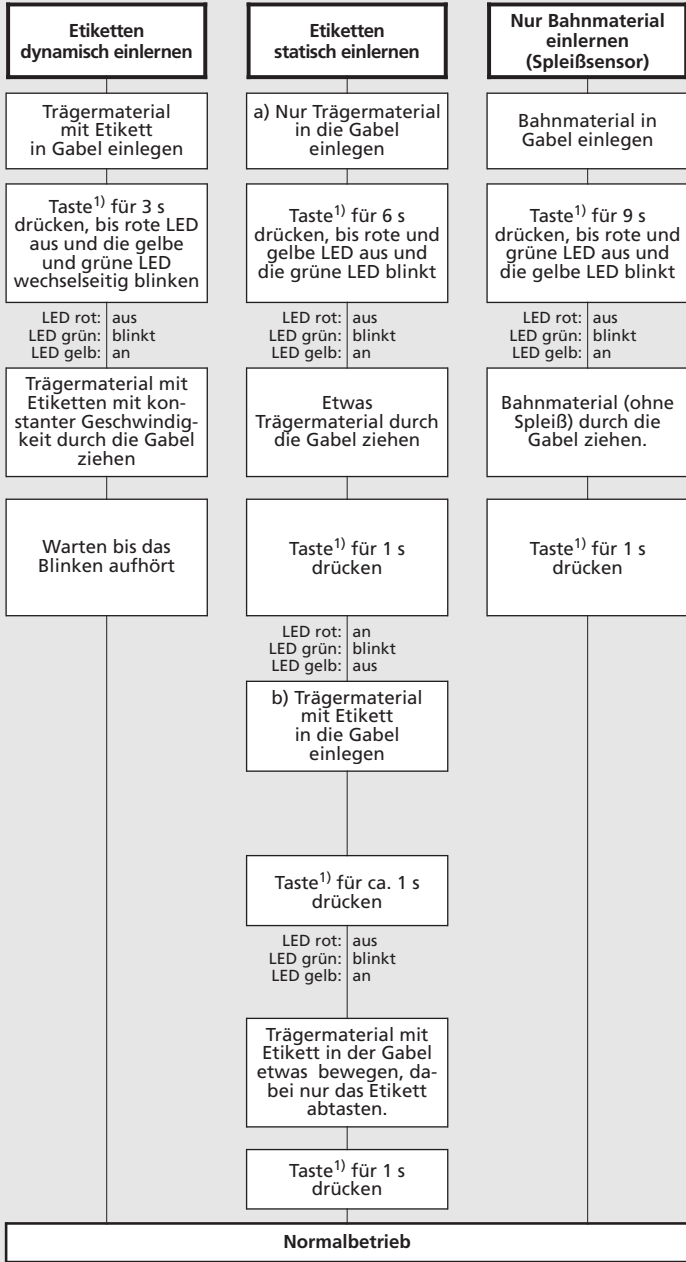 Etiketten
dynamisch einlernen
Trägermaterial
mit Etikett
in Gabel einlegen
Taste1) für 3 s
drücken, bis rote LED
aus und die gelbe
und grüne LED
wechselseitig blinken
LED rot: aus
LED grün: blinkt
LED gelb: an
Trägermaterial mit
Etiketten mit kon-
stanter Geschwindig-
keit durch die Gabel
ziehen
Warten bis das
Blinken aufhört
Etiketten
statisch einlernen
a) Nur Trägermaterial
in die Gabel
einlegen
Taste1) für 6 s
drücken, bis rote und
gelbe LED aus und
die grüne LED blinkt
LED rot: aus
LED grün: blinkt
LED gelb: an
Etwas
Trägermaterial durch
die Gabel ziehen
Taste1) für 1 s
drücken
LED rot: an
LED grün: blinkt
LED gelb: aus
b) Trägermaterial
mit Etikett
in die Gabel
einlegen
Taste1) für ca. 1 s
drücken
LED rot: aus
LED grün: blinkt
LED gelb: an
Trägermaterial mit
Etikett in der Gabel
etwas bewegen, da-
bei nur das Etikett
abtasten.
Taste1) für 1 s
drücken
Nur Bahnmaterial
einlernen
(Spleißsensor)
Bahnmaterial in
Gabel einlegen
Taste1) für 9 s
drücken, bis rote und
grüne LED aus und
die gelbe LED blinkt
LED rot: aus
LED grün: blinkt
LED gelb: an
Bahnmaterial (ohne
Spleiß) durch die
Gabel ziehen.
Taste1) für 1 s
drücken
Normalbetrieb